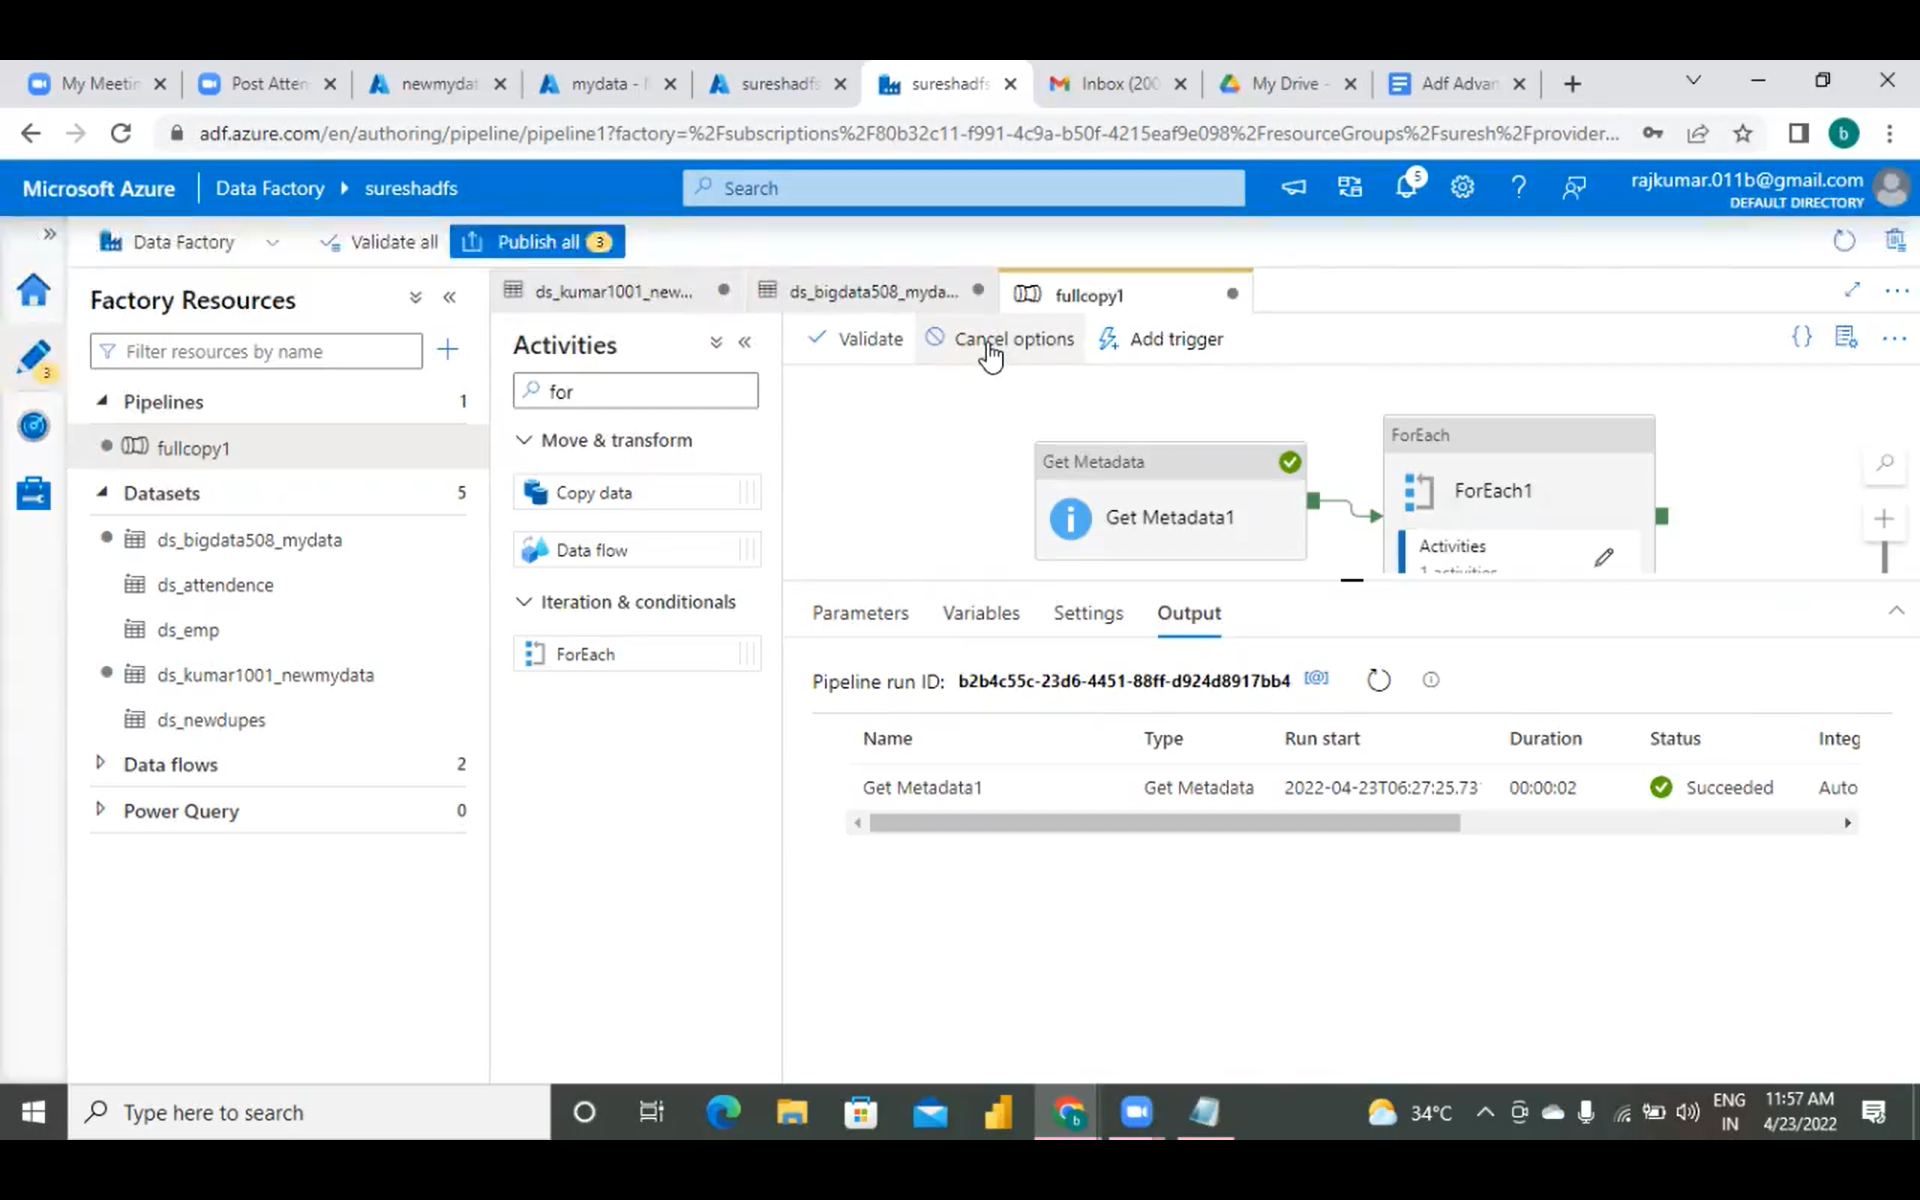 My Meetin
Post Atten
newmydat
mydata -
sureshadfs
sureshadfs
Inbox (200
My Drive -
Adf Advan
adf.azure.com/en/authoring/pipeline/pipeline1?factory=%2Fsubscriptions%2F80b32c11-f991-4c9a-b50f-4215eaf9e098%2FresourceGroups%2Fsuresh%2Fprovider...
b
Microsoft Azure
Data Factory
sureshadfs
Search
5
rajkumar.011b@gmail.com
DEFAULT DIRECTORY
Data Factory
Validate all
Publish all 3
3
Factory Resources
Filter resources by name
Pipelines 1
fullcopy1
Datasets 5
ds_bigdata508_mydata
ds_attendence
ds_emp
ds_kumar1001_newmydata
ds_newdupes
Data flows 2
Power Query 0
ds_kumar1001_new...
ds_bigdata508_myda...
fullcopy1
Activities
for
Move & transform
Copy data
Data flow
Iteration & conditionals
ForEach
Validate
Cancel options
Add trigger
Get Metadata
Get Metadata1
ForEach
ForEach1
Activities
1 activities
Parameters Variables Settings Output
Pipeline run ID: b2b4c55c-23d6-4451-88ff-d924d8917bb4 [@]
Name Type Run start Duration Status Integ
Get Metadata1 Get Metadata 2022-04-23T06:27:25.73 00:00:02 Succeeded Auto
Type here to search
34°C
ENG
IN
11:57 AM
4/23/2022